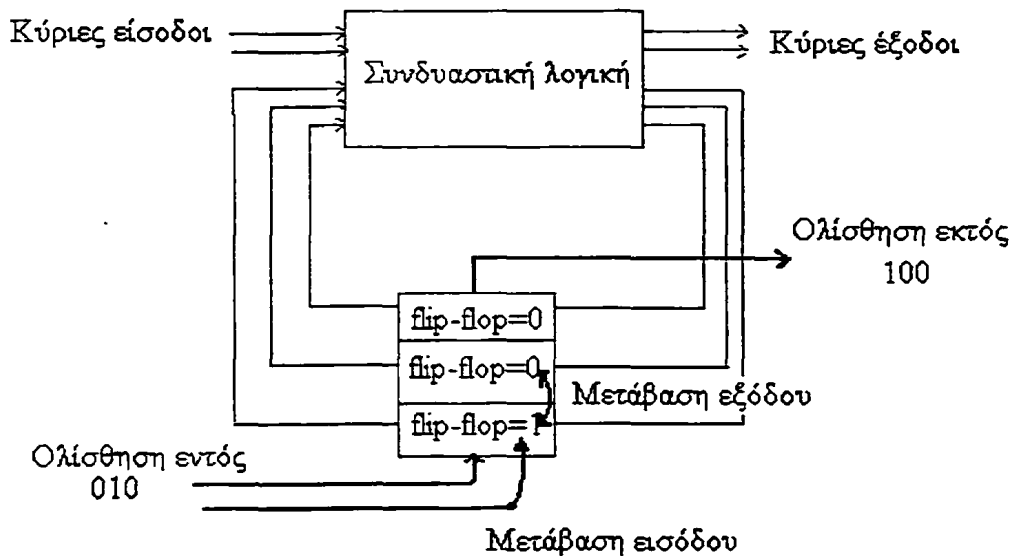 Κύριες είσοδοι
Συνδυαστική λογική
Κύριες έξοδοι
Ολίσθηση εκτός
100
flip-flop=0
flip-flop=0
Μετάβαση εξόδου
flip-flop=1
Ολίσθηση εντός
010
Μετάβαση εισόδου